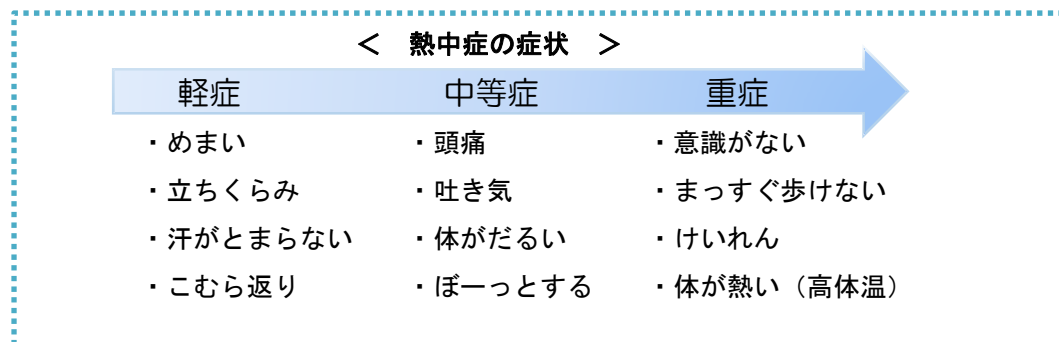 ＜　熱中症の症状　＞
軽症　中等症　重症
・めまい　・頭痛　・意識がない
・立ちくらみ　・吐き気　・まっすぐ歩けない
・汗がとまらない　・体がだるい　・けいれん
・こむら返り　・ぼーっとする　・体が熱い（高体温）